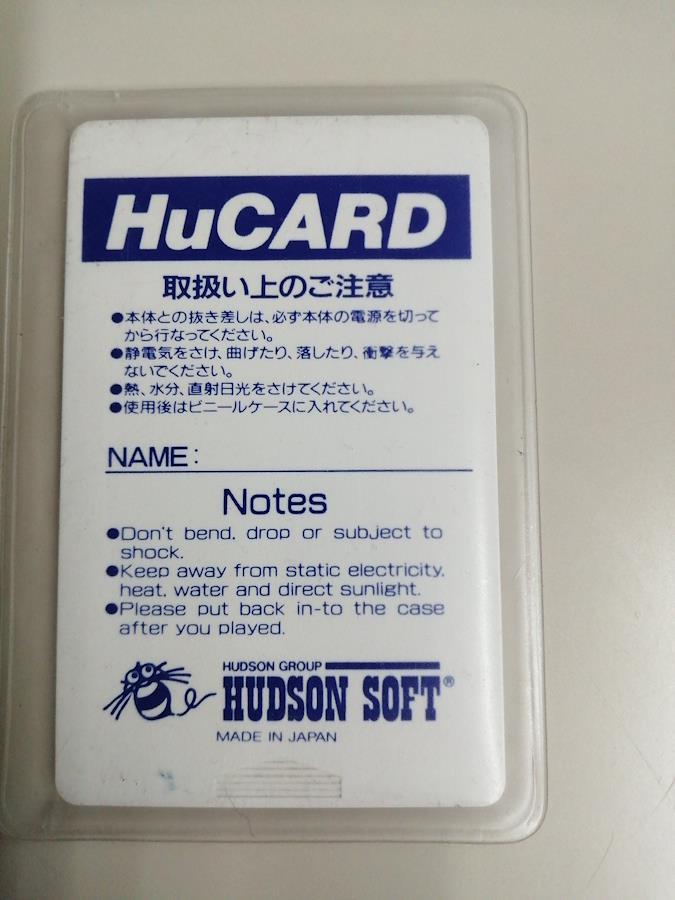 HuCARD
取扱い上のご注意
●本体との抜き差しは、必ず本体の電源を切って
から行なってください。
●静電気をさけ、曲げたり、落したり、衝撃を与え
ないでください。
●熱、水分、直射日光をさけてください。
●使用後はビニールケースに入れてください。
NAME:
Notes
●Don't bend, drop or subject to
shock.
●Keep away from static electricity,
heat, water and direct sunlight.
●Please put back in-to the case
after you played.
HUDSON GROUP
HUDSON SOFT®
MADE IN JAPAN